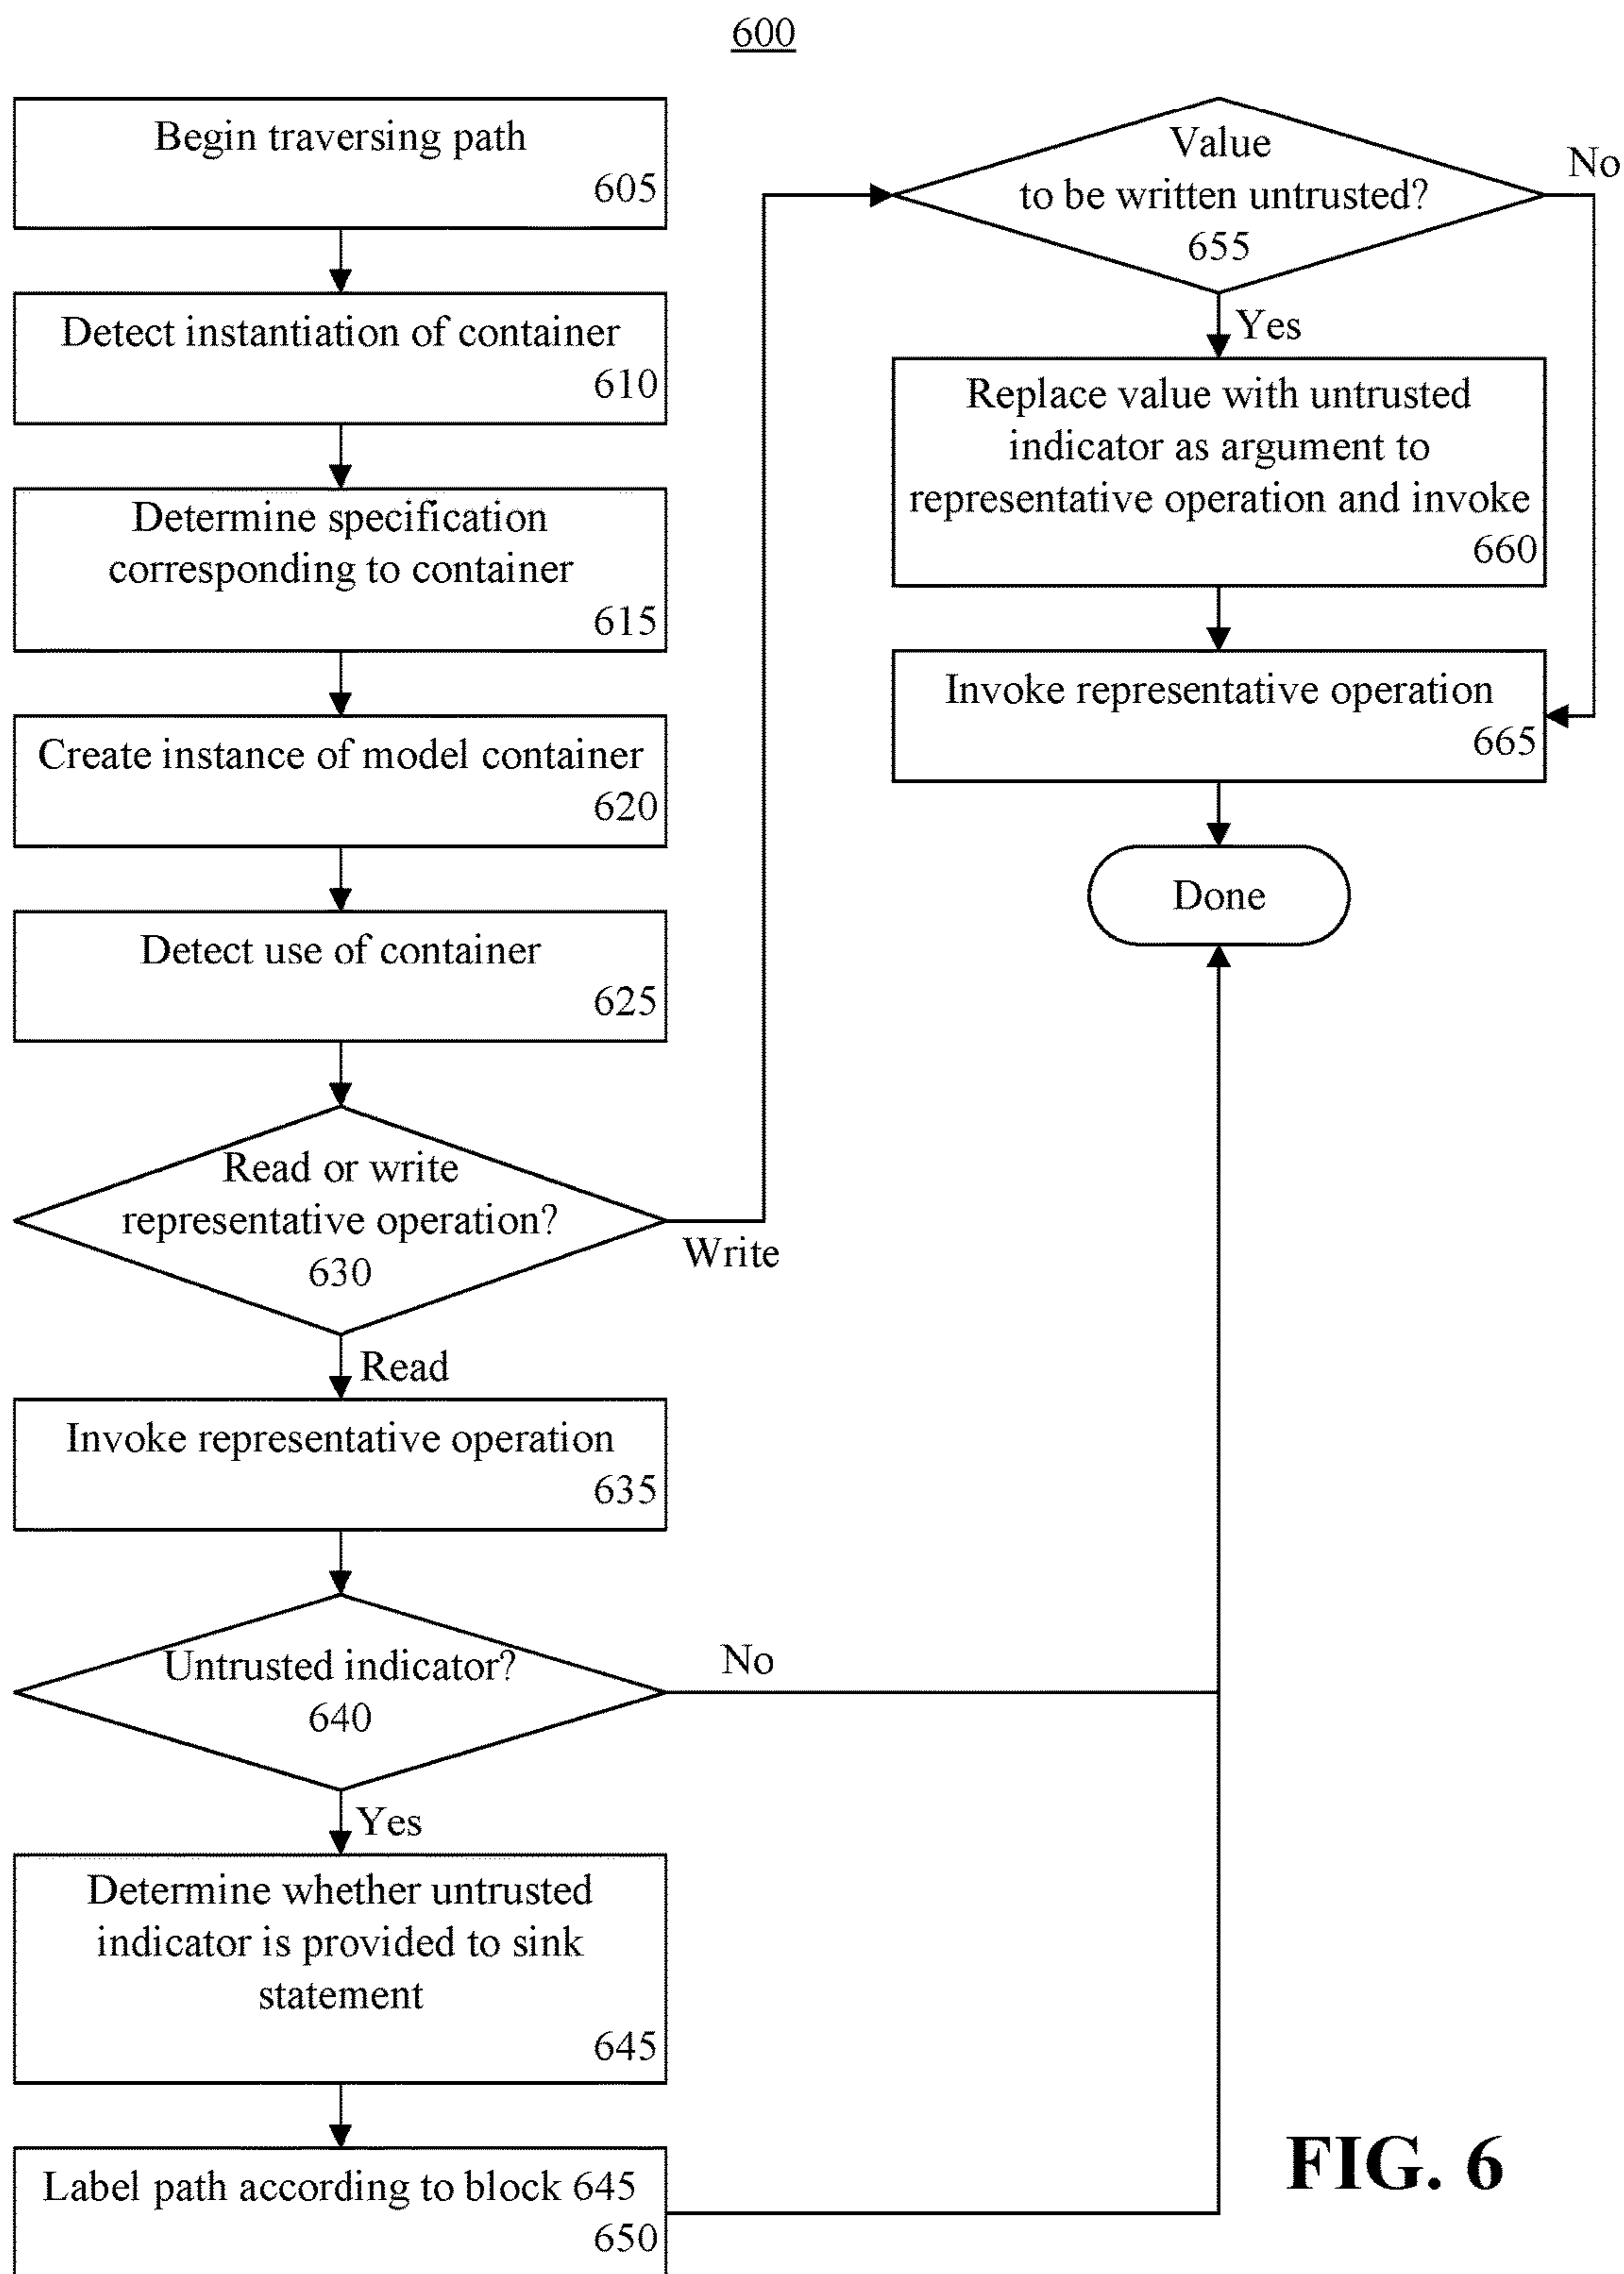 600
Begin traversing path
605
Detect instantiation of container
610
Determine specification
corresponding to container
615
Create instance of model container
620
Detect use of container
625
Read or write
representative operation?
630
Write
Read
Invoke representative operation
635
Untrusted indicator?
640
No
Yes
Determine whether untrusted
indicator is provided to sink
statement
645
Label path according to block 645
650
Value
to be written untrusted?
655
No
Yes
Replace value with untrusted
indicator as argument to
representative operation and invoke
660
Invoke representative operation
665
Done
FIG. 6